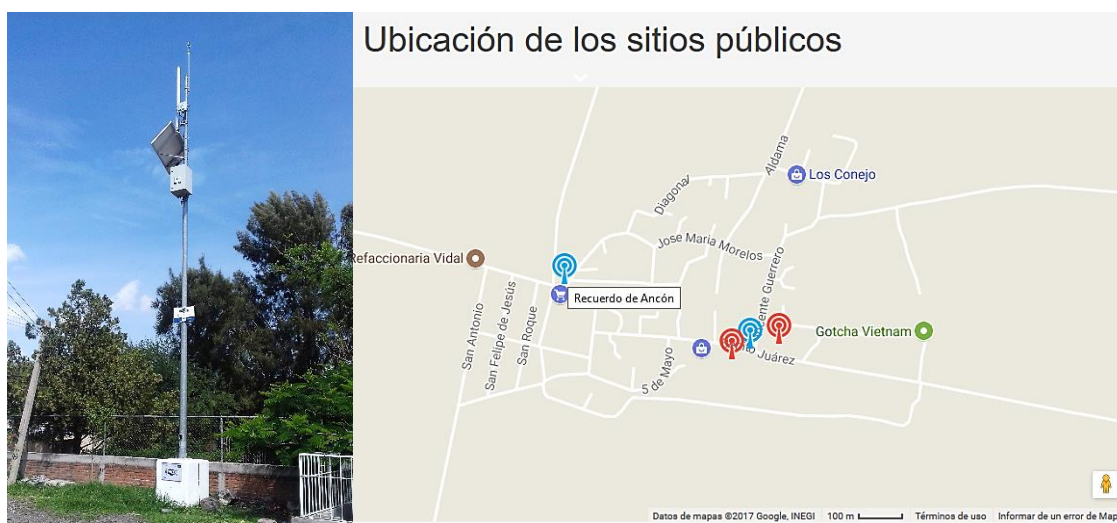 Ubicación de los sitios públicos
Aldama
Los Conejo
Diagonal
Jose Maria Morelos
Refaccionaria Vidal
Recuerdo de Ancón
San Antonio
San Felipe de Jesús
San Roque
cente Guerrero
Gotcha Vietnam
Juárez
5 de Mayo
Datos de mapas ©2017 Google, INEGI
100 m
Términos de uso
Informar de un error de Map